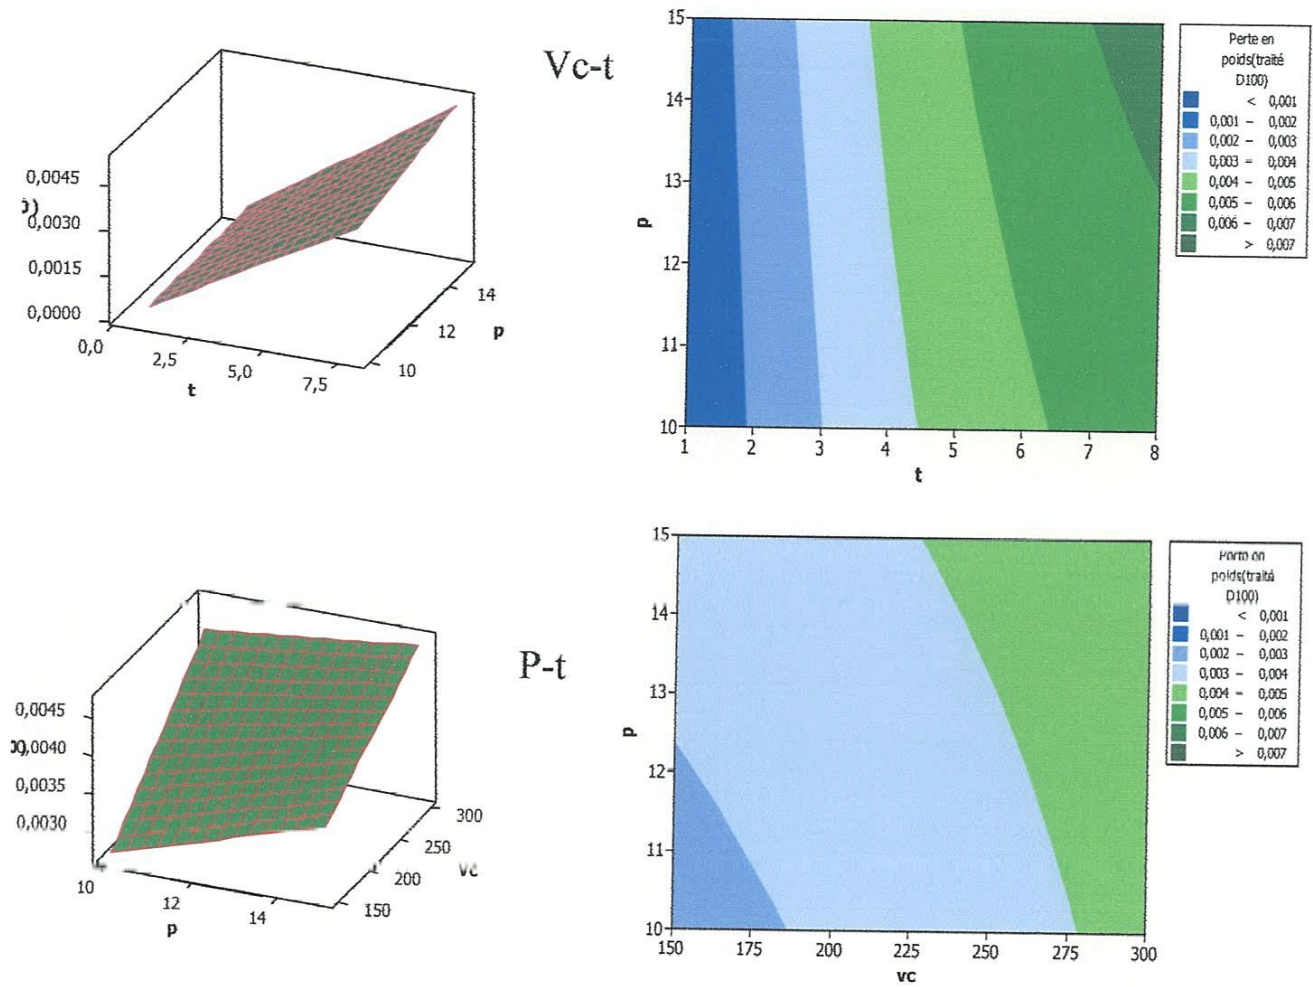 Vc-t
0,0045
0,0030
0,0015
0,0000
0,0
2,5
5,0
7,5
t
10
12
14
p
15
14
13
12
11
10
p
1
2
3
4
5
6
7
8
t
Perte en
poids(traité
D100)
< 0,001
0,001 – 0,002
0,002 – 0,003
0,003 = 0,004
0,004 – 0,005
0,005 – 0,006
0,006 – 0,007
> 0,007
P-t
0,0045
0,0040
0,0035
0,0030
10
12
14
p
150
200
250
300
Vc
15
14
13
12
11
10
p
150
175
200
225
250
275
300
vc
en
poids(traité
D100)
< 0,001
0,001 – 0,002
0,002 – 0,003
0,003 – 0,004
0,004 = 0,005
0,005 – 0,006
0,006 – 0,007
> 0,007